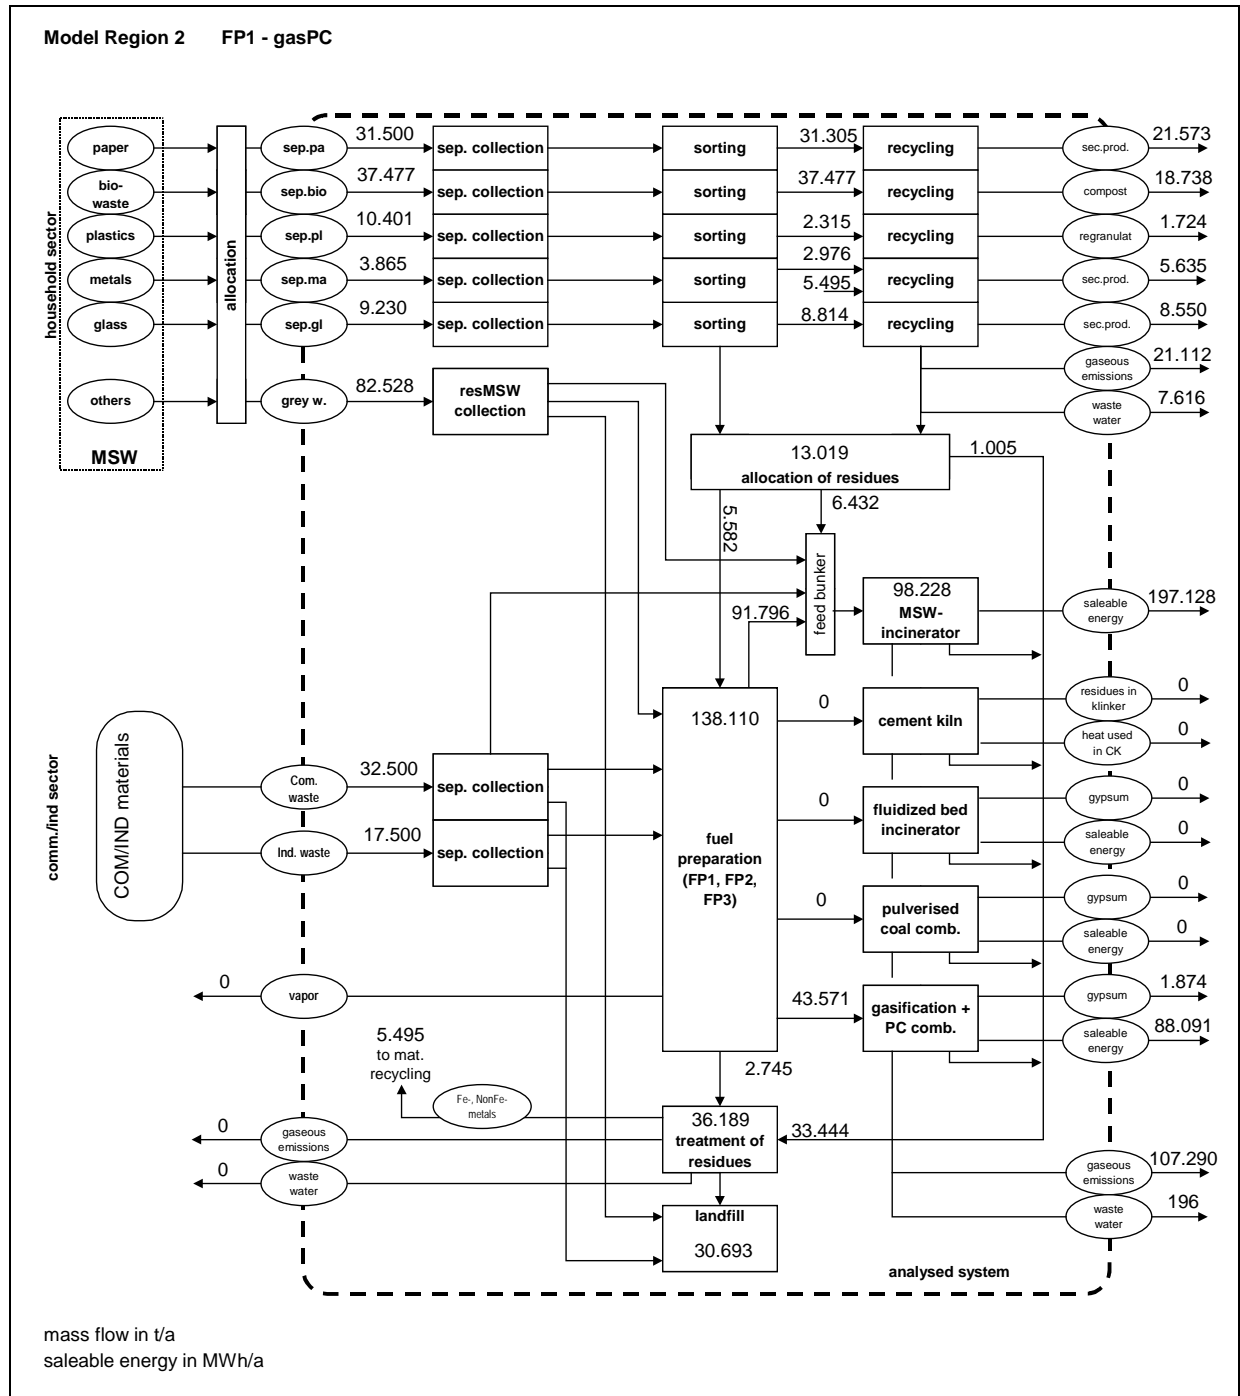 Model Region 2 FP1 - gasPC
household sector
paper
bio-
waste
plastics
metals
glass
others
MSW
allocation
sep.pa
31.500
sep. collection
sorting
31.305
recycling
sec.prod.
21.573
sep.bio
37.477
sep. collection
sorting
37.477
recycling
compost
18.738
sep.pl
10.401
sep. collection
sorting
2.315
recycling
regranulat
1.724
sep.ma
3.865
sep. collection
sorting
2.976
5.495
recycling
sec.prod.
5.635
sep.gl
9.230
sep. collection
sorting
8.814
recycling
sec.prod.
8.550
gaseous
emissions
21.112
waste
water
7.616
grey w.
82.528
resMSW
collection
13.019
allocation of residues
1.005
5.582
6.432
feed bunker
91.796
98.228
MSW-
incinerator
saleable
energy
197.128
comm./ind sector
COM/IND materials
Com.
waste
32.500
sep. collection
Ind. waste
17.500
sep. collection
138.110
fuel
preparation
(FP1, FP2,
FP3)
0
cement kiln
residues in
klinker
0
heat used
in CK
0
0
fluidized bed
incinerator
gypsum
0
saleable
energy
0
0
pulverised
coal comb.
gypsum
0
saleable
energy
0
43.571
gasification +
PC comb.
gypsum
1.874
saleable
energy
88.091
0
vapor
5.495
to mat.
recycling
Fe-, NonFe-
metals
2.745
36.189
treatment of
residues
33.444
0
gaseous
emissions
0
waste
water
landfill
30.693
gaseous
emissions
107.290
waste
water
196
analysed system
mass flow in t/a
saleable energy in MWh/a